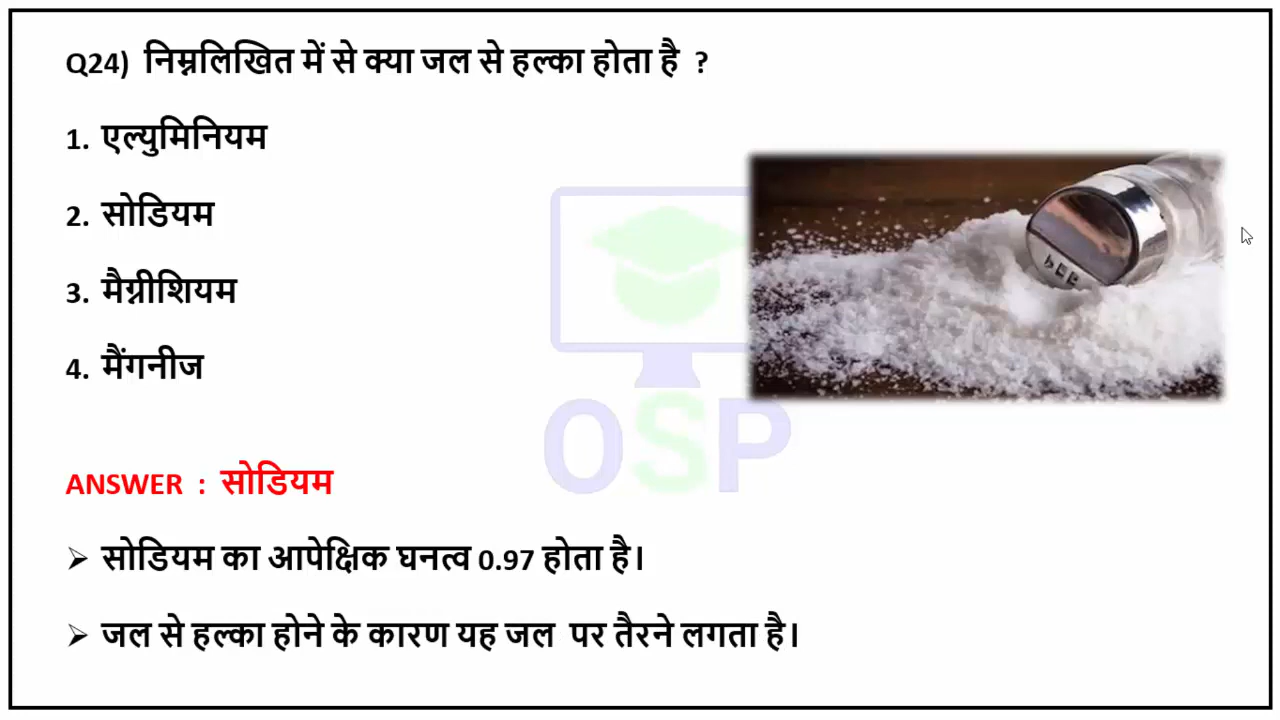 Q24) निम्नलिखित में से क्या जल से हल्का होता है ?
1. एल्युमिनियम
2. सोडियम
3. मैग्नीशियम
4. मैंगनीज
OSP
ANSWER : सोडियम
➢ सोडियम का आपेक्षिक घनत्व 0.97 होता है।
➢ जल से हल्का होने के कारण यह जल पर तैरने लगता है।